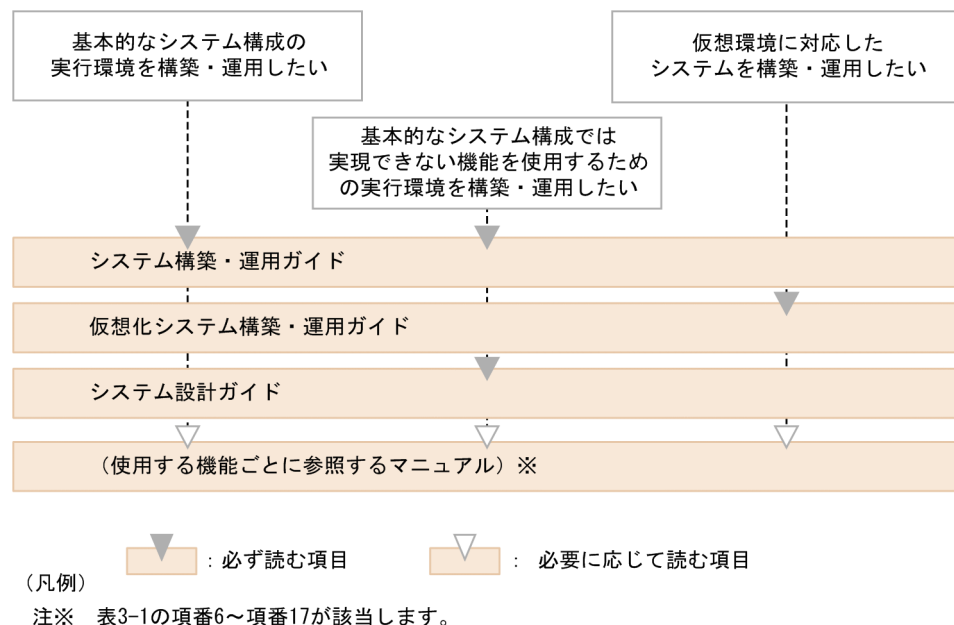 基本的なシステム構成の
実行環境を構築・運用したい
仮想環境に対応した
システムを構築・運用したい
基本的なシステム構成では
実現できない機能を使用するため
の実行環境を構築・運用したい
システム構築・運用ガイド
仮想化システム構築・運用ガイド
システム設計ガイド
（使用する機能ごとに参照するマニュアル）※
：必ず読む項目
： 必要に応じて読む項目
（凡例）
注※ 表3-1の項番6～項番17が該当します。